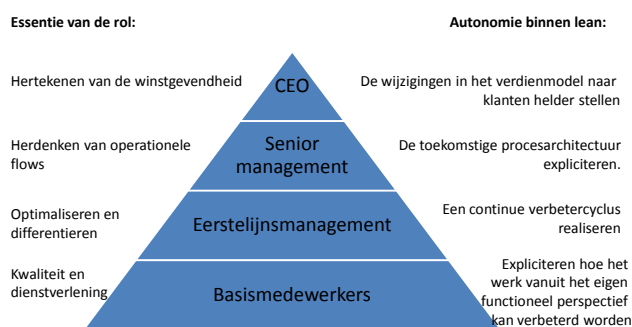 Essentie van de rol:
Autonomie binnen lean:
Hertekenen van de winstgevendheid
CEO
De wijzigingen in het verdienmodel naar
klanten helder stellen
Herdenken van operationele
flows
Senior
management
De toekomstige procesarchitectuur
expliciteren.
Optimaliseren en
differentieren
Eerstelijnsmanagement
Een continue verbetercyclus
realiseren
Kwaliteit en
dienstverlening
Basismedewerkers
Expliciteren hoe het
werk vanuit het eigen
functioneel perspectief
kan verbeterd worden